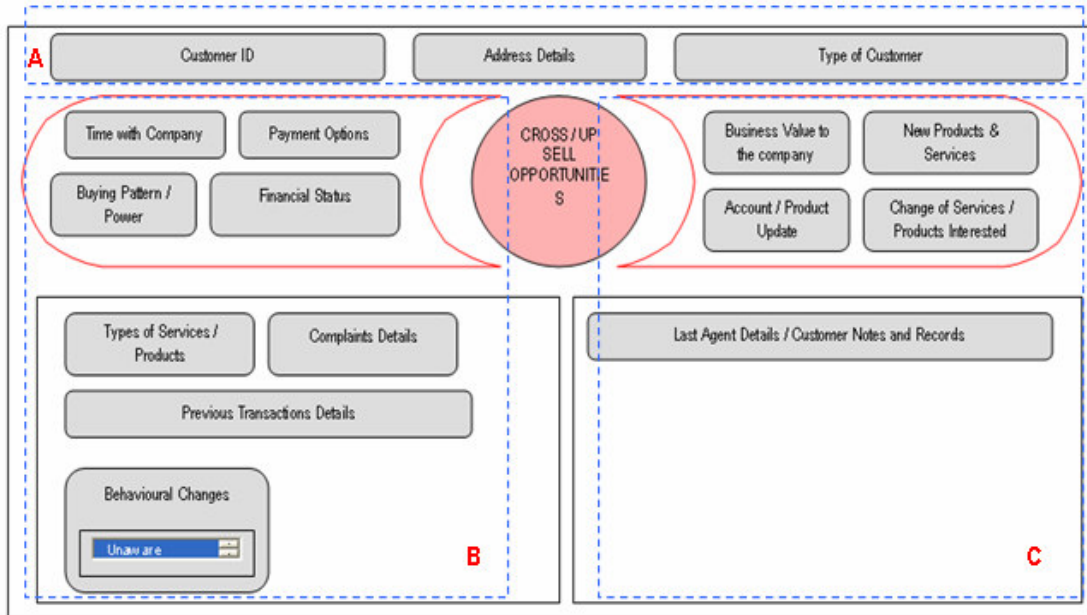 A
Customer ID
Address Details
Type of Customer
Time with Company
Payment Options
Buying Pattern /
Power
Financial Status
CROSS / UP
SELL
OPPORTUNITIE
S
Business Value to
the company
New Products &
Services
Account / Product
Update
Change of Services /
Products Interested
Types of Services /
Products
Complaints Details
Previous Transactions Details
Behavioural Changes
Unaware
B
Last Agent Details / Customer Notes and Records
C